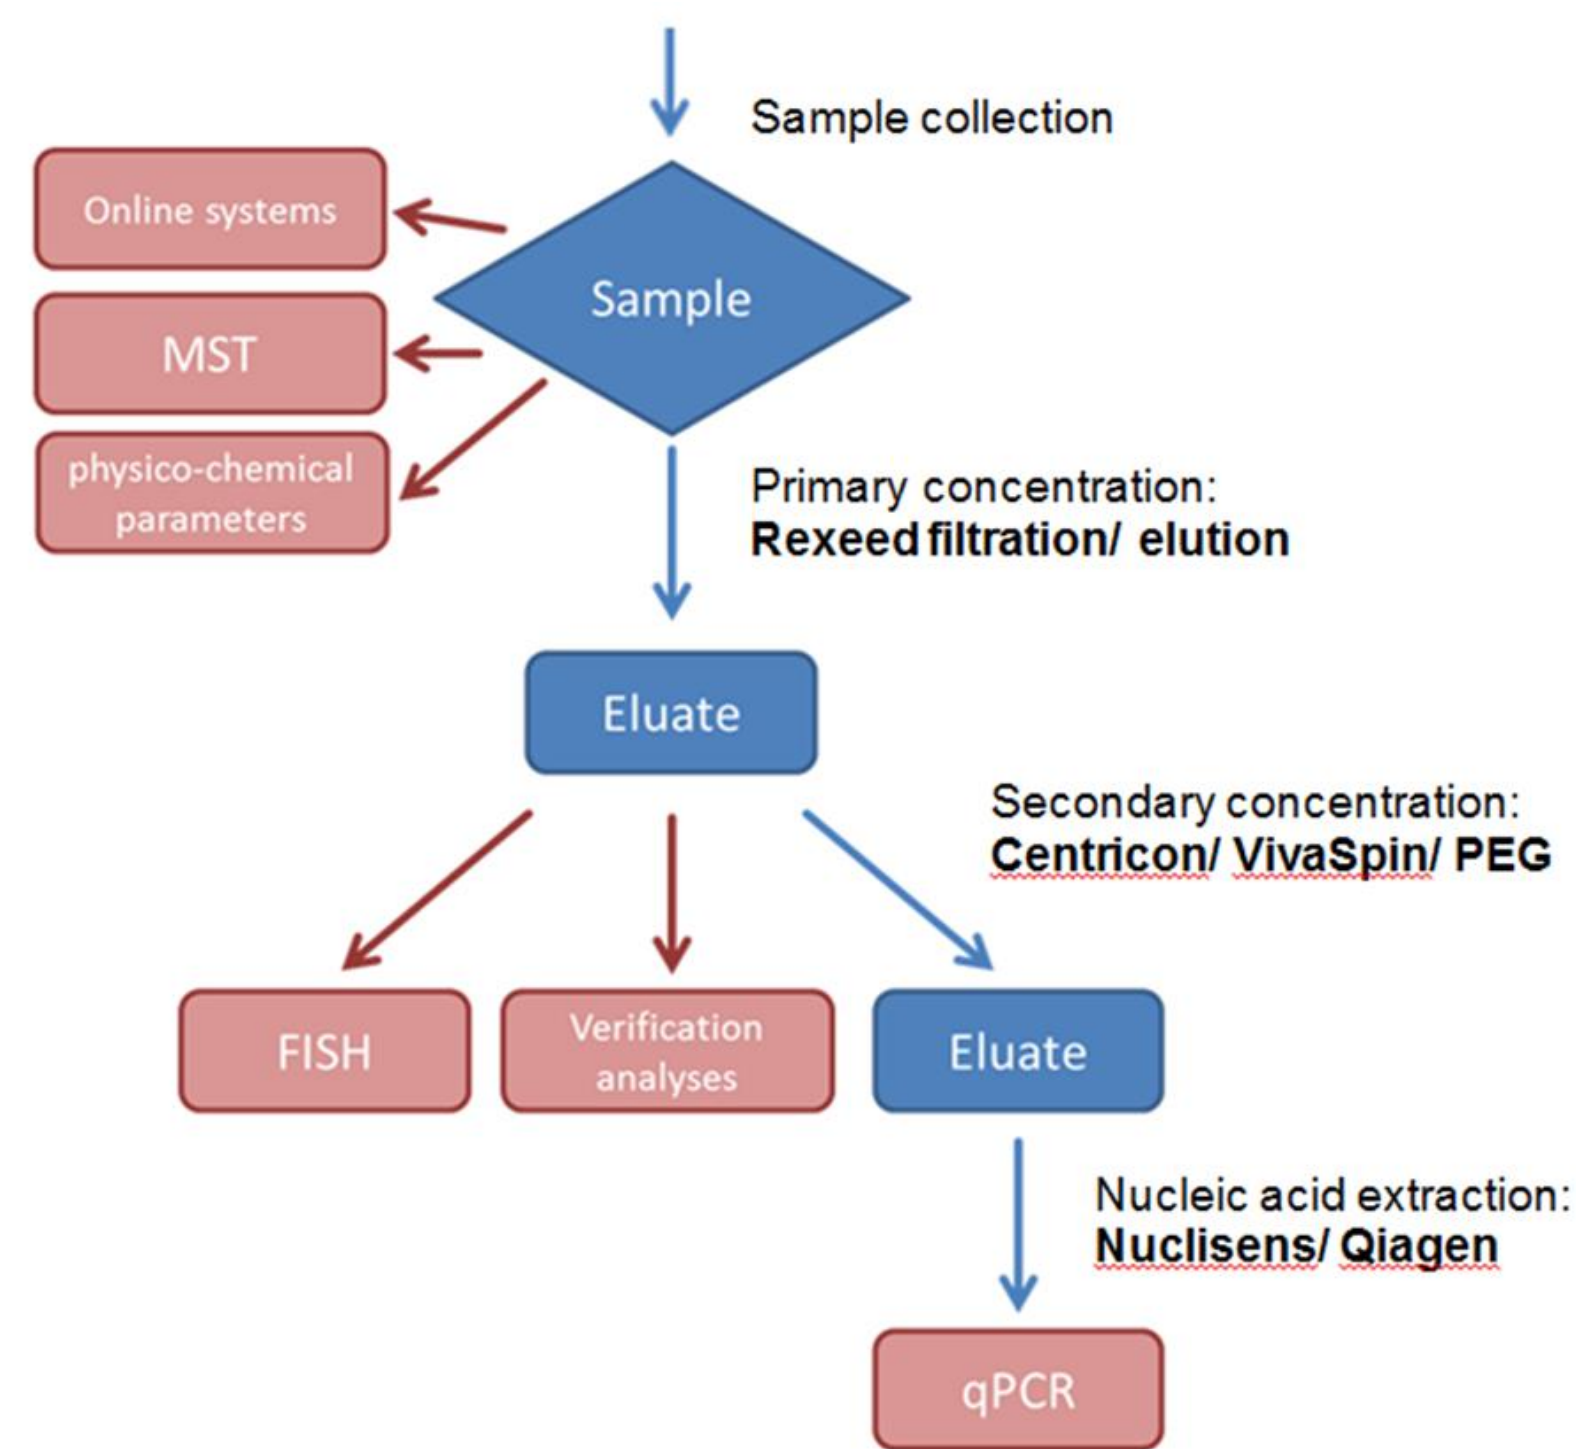 Sample collection
Online systems
Sample
MST
physico-chemical
parameters
Primary concentration:
Rexeed filtration/ elution
Eluate
Secondary concentration:
Centricon/ VivaSpin/ PEG
FISH
Verification
analyses
Eluate
Nucleic acid extraction:
Nuclisens/ Qiagen
qPCR